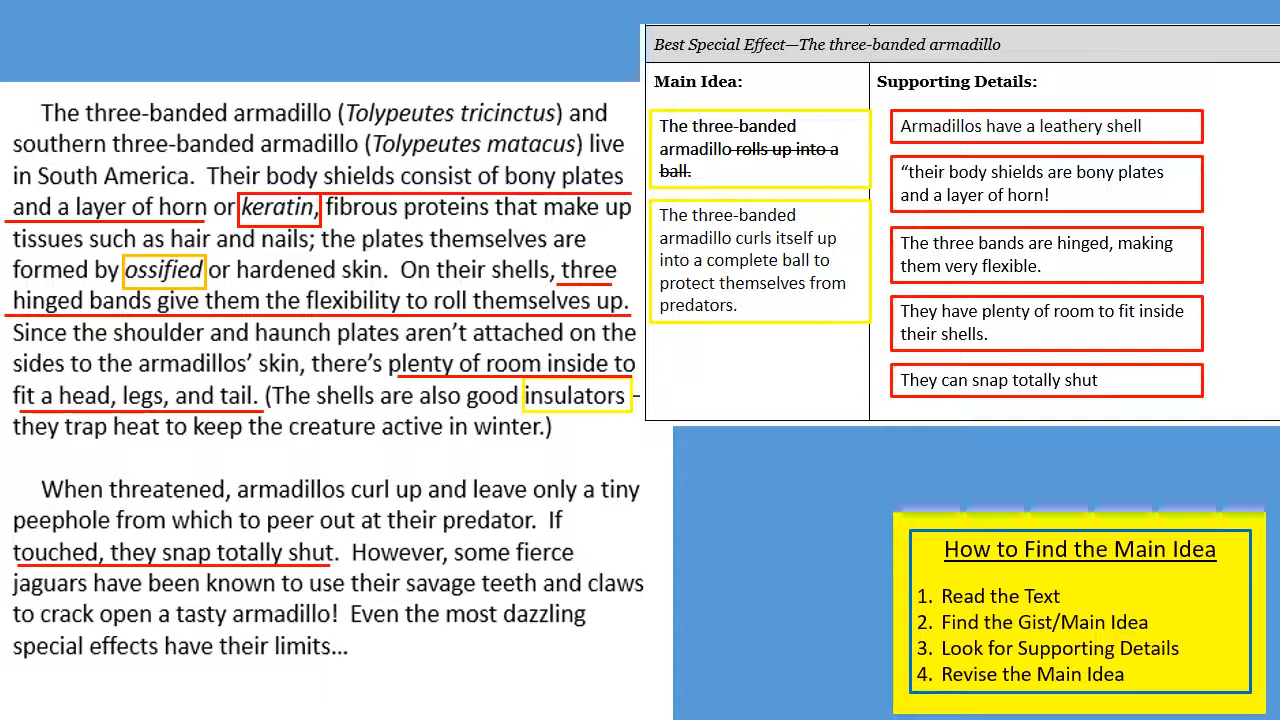 The three-banded armadillo (Tolypeutes tricinctus) and
southern three-banded armadillo (Tolypeutes matacus) live
in South America.  Their body shields consist of bony plates
and a layer of horn or keratin, fibrous proteins that make up
tissues such as hair and nails; the plates themselves are
formed by ossified or hardened skin.  On their shells, three
hinged bands give them the flexibility to roll themselves up.
Since the shoulder and haunch plates aren't attached on the
sides to the armadillos' skin, there's plenty of room inside to
fit a head, legs, and tail. (The shells are also good insulators –
they trap heat to keep the creature active in winter.)
When threatened, armadillos curl up and leave only a tiny
peephole from which to peer out at their predator.  If
touched, they snap totally shut.  However, some fierce
jaguars have been known to use their savage teeth and claws
to crack open a tasty armadillo!  Even the most dazzling
special effects have their limits...
Best Special Effect—The three-banded armadillo
Main Idea:
The three-banded
armadillo rolls up into a
ball.
The three-banded
armadillo curls itself up
into a complete ball to
protect themselves from
predators.
Supporting Details:
Armadillos have a leathery shell
“their body shields are bony plates
and a layer of horn!
The three bands are hinged, making
them very flexible.
They have plenty of room to fit inside
their shells.
They can snap totally shut
How to Find the Main Idea
1. Read the Text
2. Find the Gist/Main Idea
3. Look for Supporting Details
4. Revise the Main Idea